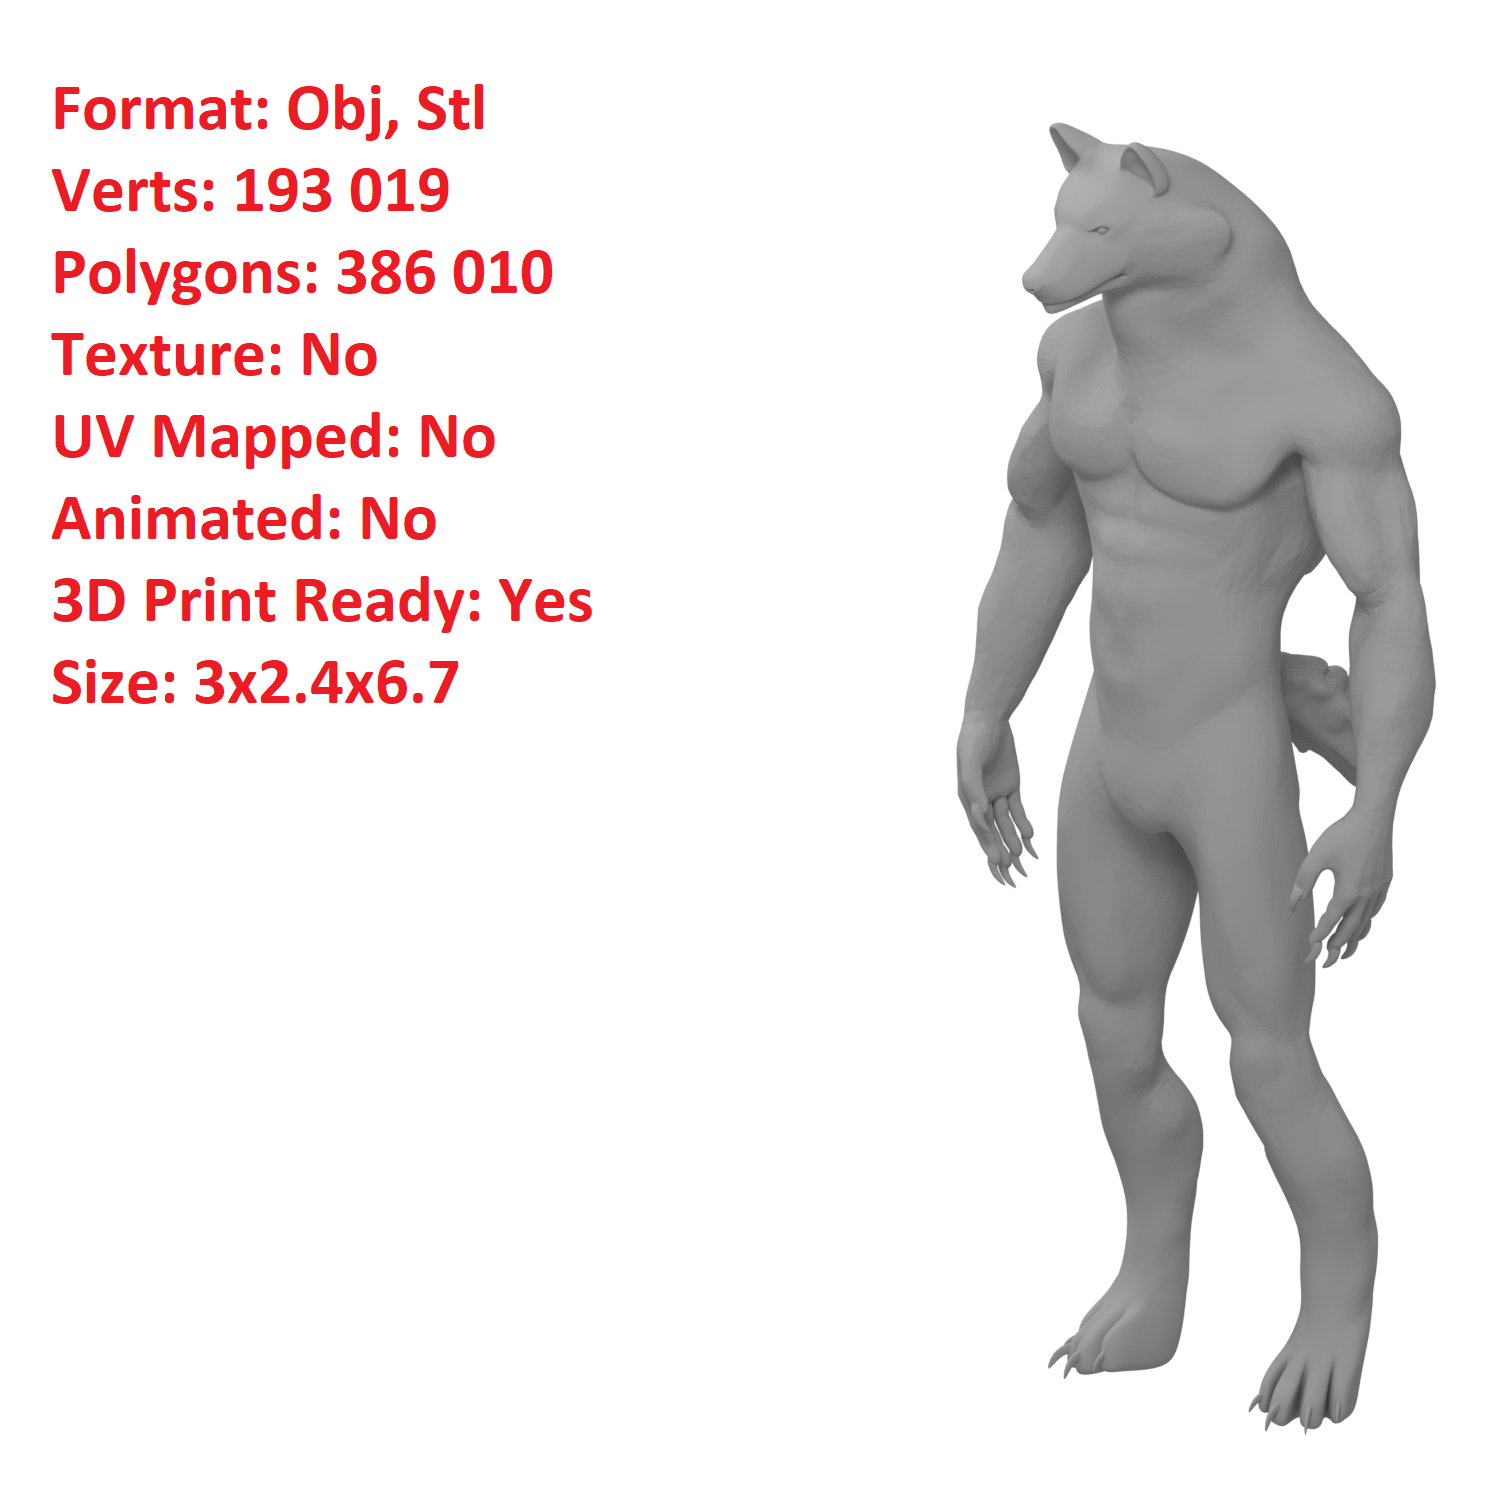 Format: Obj, Stl
Verts: 193 019
Polygons: 386 010
Texture: No
UV Mapped: No
Animated: No
3D Print Ready: Yes
Size: 3x2.4x6.7